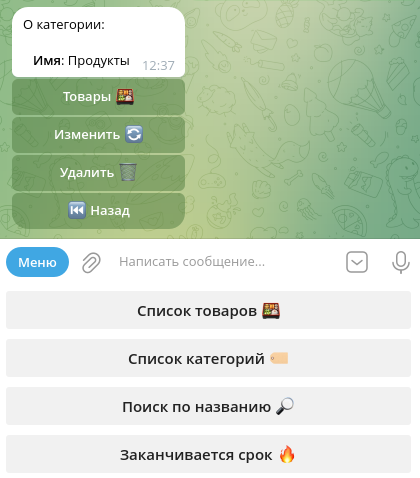 О категории:
Имя: Продукты
12:37
Товары 🍱
Изменить 🔄
Удалить 🗑
⏮ Назад
Меню
Написать сообщение...
Список товаров 🍱
Список категорий 🏷
Поиск по названию 🔎
Заканчивается срок 🔥